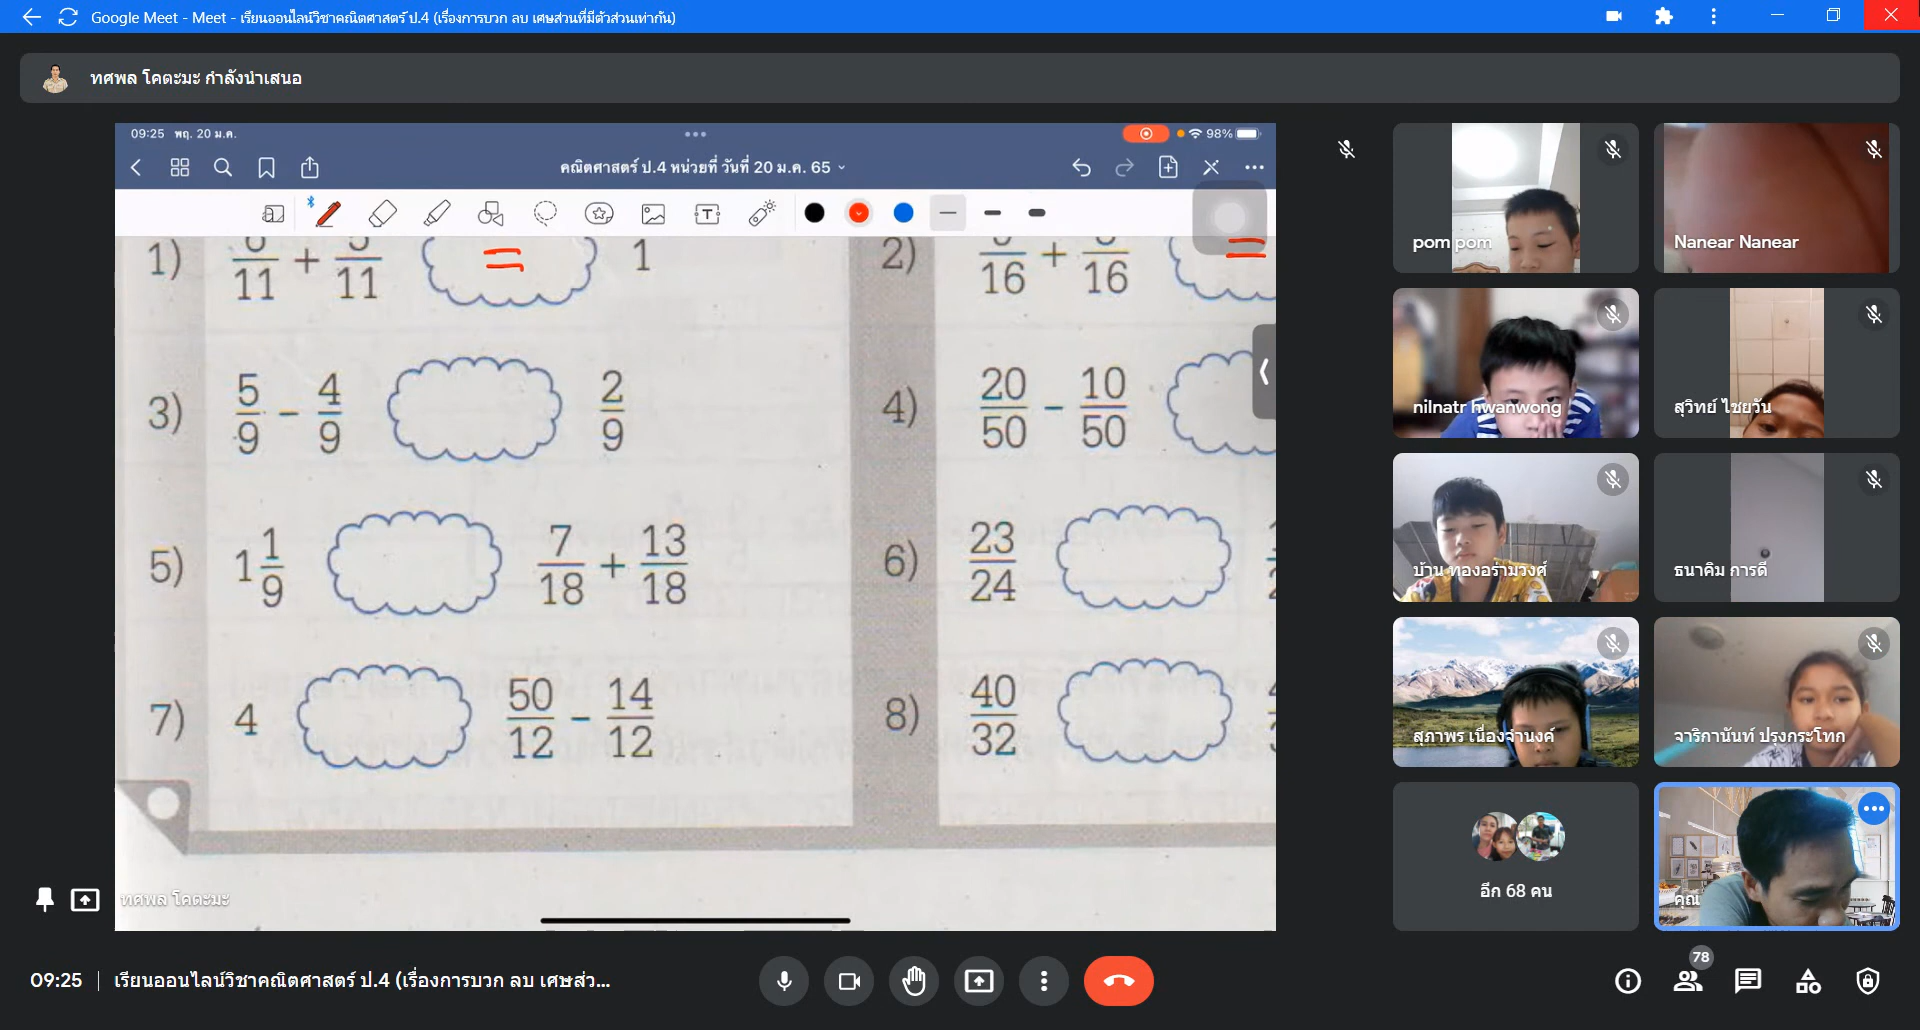 Google Meet - Meet - เรียนออนไลน์วิชาคณิตศาสตร์ ป.4 (เรื่องการบวก ลบ เศษส่วนที่มีตัวส่วนเท่ากัน)
ทศพล โคตะมะ กำลังนำเสนอ
09:25 พฤ. 20 ม.ค.
98%
คณิตศาสตร์ ป.4 หน่วยที่ วันที่ 20 ม.ค. 65
1) /11 + /11 = 1
2) /16 + /16 =
3) 5/9 - 4/9 2/9
4) 20/50 - 10/50
5) 1 1/9 7/18 + 13/18
6) 23/24
7) 4 50/12 - 14/12
8) 40/32
ทศพล โคตะมะ
pom pom
Nanear Nanear
nilnatr hwanwong
สุวิทย์ ไชยวัน
บ้าน ทองอร่ามวงศ์
ธนาคิม การดี
สุภาพร เนื่องจำนงค์
จาริกานันท์ ปรุงกระโทก
อีก 68 คน
คุณ
09:25
เรียนออนไลน์วิชาคณิตศาสตร์ ป.4 (เรื่องการบวก ลบ เศษส่ว...
78